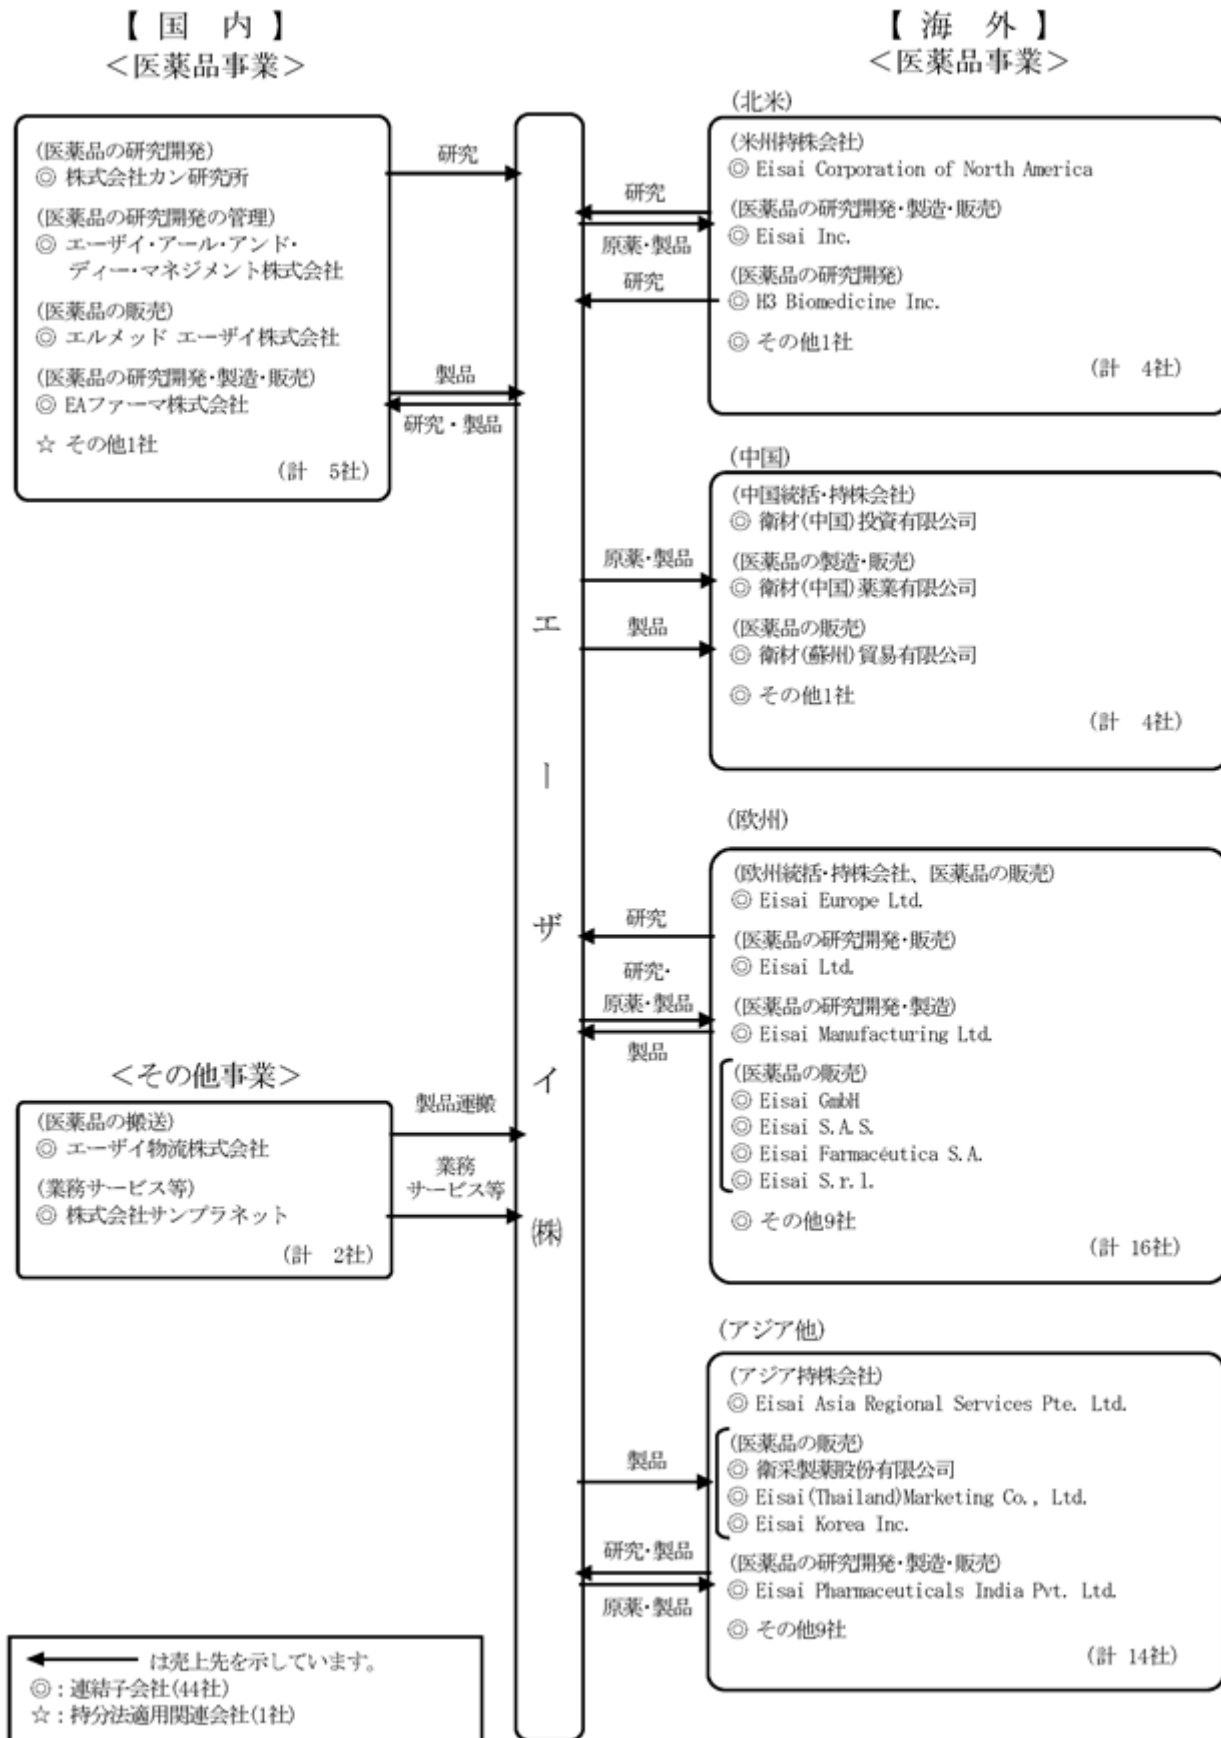 【 国 内 】
＜医薬品事業＞
(医薬品の研究開発)
◎ 株式会社カン研究所
(医薬品の研究開発の管理)
◎ エーザイ・アール・アンド・
ディー・マネジメント株式会社
(医薬品の販売)
◎ エルメッド エーザイ株式会社
(医薬品の研究開発・製造・販売)
◎ EAファーマ株式会社
☆ その他1社
(計 5社)
研究
製品
研究・製品
＜その他事業＞
(医薬品の搬送)
◎ エーザイ物流株式会社
(業務サービス等)
◎ 株式会社サンプラネット
(計 2社)
製品運搬
業務
サービス等
エーザイ㈱
【 海 外 】
＜医薬品事業＞
(北米)
(米州持株会社)
◎ Eisai Corporation of North America
(医薬品の研究開発・製造・販売)
◎ Eisai Inc.
(医薬品の研究開発)
◎ H3 Biomedicine Inc.
◎ その他1社
(計 4社)
研究
原薬・製品
研究
(中国)
(中国統括・持株会社)
◎ 衛材(中国)投資有限公司
(医薬品の製造・販売)
◎ 衛材(中国)薬業有限公司
(医薬品の販売)
◎ 衛材(蘇州)貿易有限公司
◎ その他1社
(計 4社)
原薬・製品
製品
(欧州)
(欧州統括・持株会社、医薬品の販売)
◎ Eisai Europe Ltd.
(医薬品の研究開発・販売)
◎ Eisai Ltd.
(医薬品の研究開発・製造)
◎ Eisai Manufacturing Ltd.
(医薬品の販売)
◎ Eisai GmbH
◎ Eisai S.A.S.
◎ Eisai Farmacéutica S.A.
◎ Eisai S.r.l.
◎ その他9社
(計 16社)
研究
研究・
原薬・製品
製品
(アジア他)
(アジア持株会社)
◎ Eisai Asia Regional Services Pte. Ltd.
(医薬品の販売)
◎ 衛采製薬股份有限公司
◎ Eisai(Thailand)Marketing Co., Ltd.
◎ Eisai Korea Inc.
(医薬品の研究開発・製造・販売)
◎ Eisai Pharmaceuticals India Pvt. Ltd.
◎ その他9社
(計 14社)
製品
研究・製品
原薬・製品
は売上先を示しています。
◎：連結子会社(44社)
☆：持分法適用関連会社(1社)